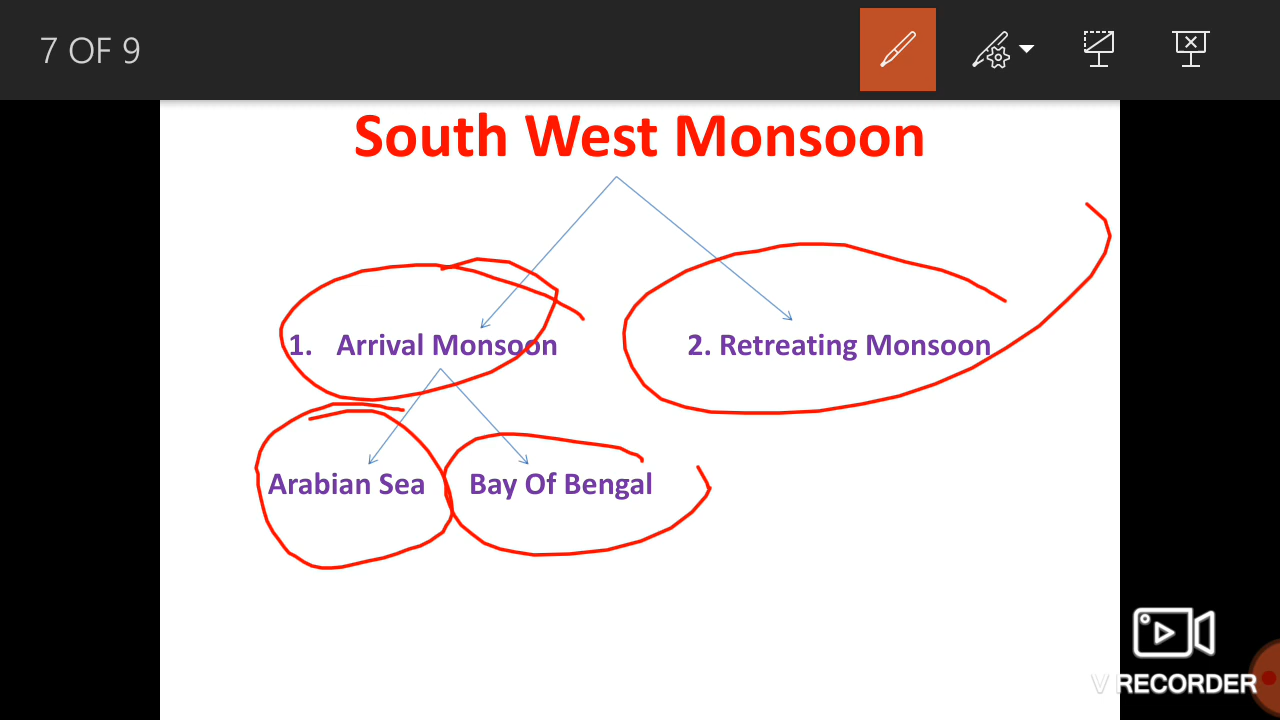 7 OF 9
South West Monsoon
1. Arrival Monsoon
2. Retreating Monsoon
Arabian Sea
Bay Of Bengal
V RECORDER